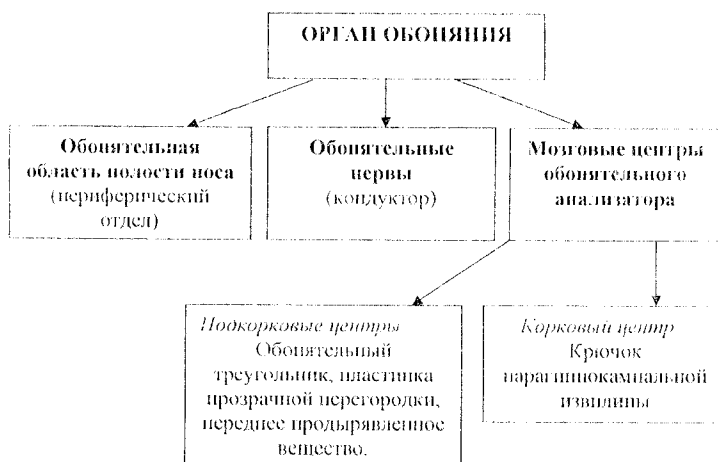 ОРГАН ОБОНЯНИЯ
Обонятельная
область полости носа
(периферический
отдел)
Обонятельные
нервы
(кондуктор)
Мозговые центры
обонятельного
анализатора
Подкорковые центры
Обонятельный
треугольник, пластинка
прозрачной перегородки,
переднее продырявленное
вещество.
Корковый центр
Крючок
парагиппокампальной
извилины